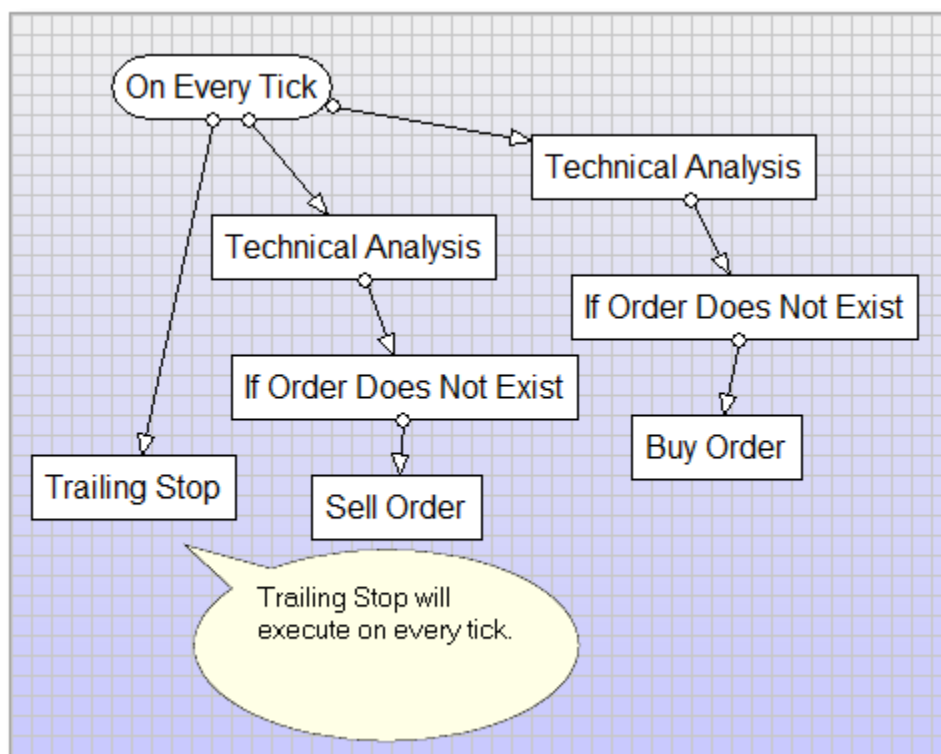 On Every Tick
Technical Analysis
Technical Analysis
If Order Does Not Exist
If Order Does Not Exist
Buy Order
Trailing Stop
Sell Order
Trailing Stop will
execute on every tick.